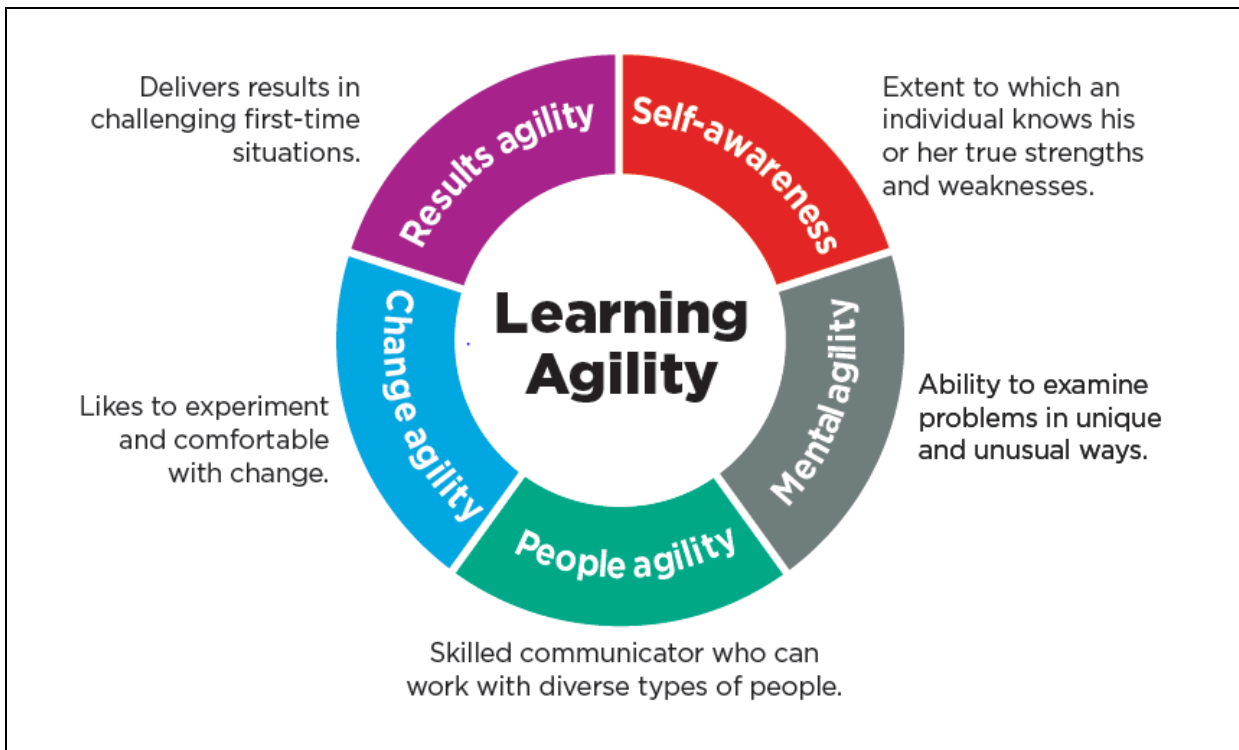 Delivers results in
challenging first-time
situations.
Results agility
Self-awareness
Extent to which an
individual knows his
or her true strengths
and weaknesses.
Learning
Agility
Change agility
Likes to experiment
and comfortable
with change.
Mental agility
Ability to examine
problems in unique
and unusual ways.
People agility
Skilled communicator who can
work with diverse types of people.